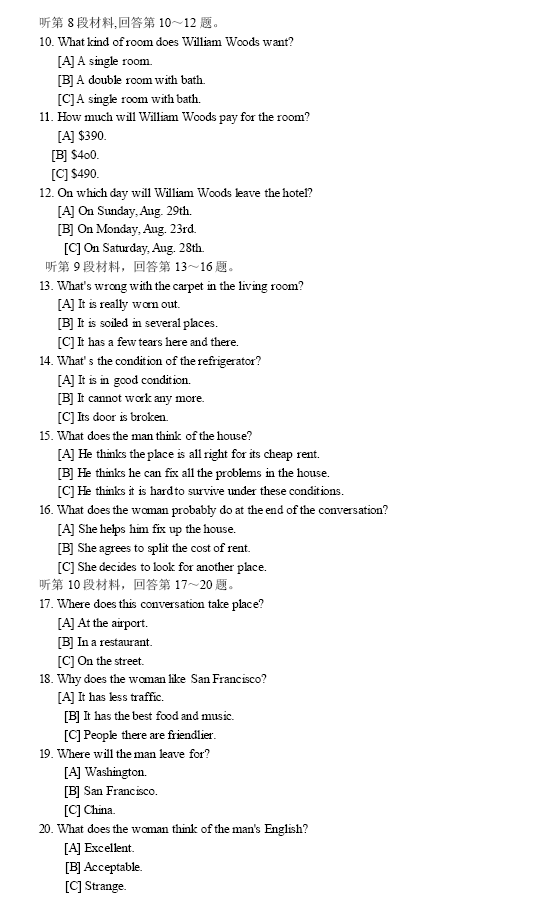 听第 8 段材料,回答第 10～12 题。
10. What kind of room does William Woods want?
[A] A single room.
[B] A double room with bath.
[C] A single room with bath.
11. How much will William Woods pay for the room?
[A] $390.
[B] $4o0.
[C] $490.
12. On which day will William Woods leave the hotel?
[A] On Sunday, Aug. 29th.
[B] On Monday, Aug. 23rd.
[C] On Saturday, Aug. 28th.
听第 9 段材料，回答第 13～16 题。
13. What's wrong with the carpet in the living room?
[A] It is really worn out.
[B] It is soiled in several places.
[C] It has a few tears here and there.
14. What' s the condition of the refrigerator?
[A] It is in good condition.
[B] It cannot work any more.
[C] Its door is broken.
15. What does the man think of the house?
[A] He thinks the place is all right for its cheap rent.
[B] He thinks he can fix all the problems in the house.
[C] He thinks it is hard to survive under these conditions.
16. What does the woman probably do at the end of the conversation?
[A] She helps him fix up the house.
[B] She agrees to split the cost of rent.
[C] She decides to look for another place.
听第 10 段材料，回答第 17～20 题。
17. Where does this conversation take place?
[A] At the airport.
[B] In a restaurant.
[C] On the street.
18. Why does the woman like San Francisco?
[A] It has less traffic.
[B] It has the best food and music.
[C] People there are friendlier.
19. Where will the man leave for?
[A] Washington.
[B] San Francisco.
[C] China.
20. What does the woman think of the man's English?
[A] Excellent.
[B] Acceptable.
[C] Strange.